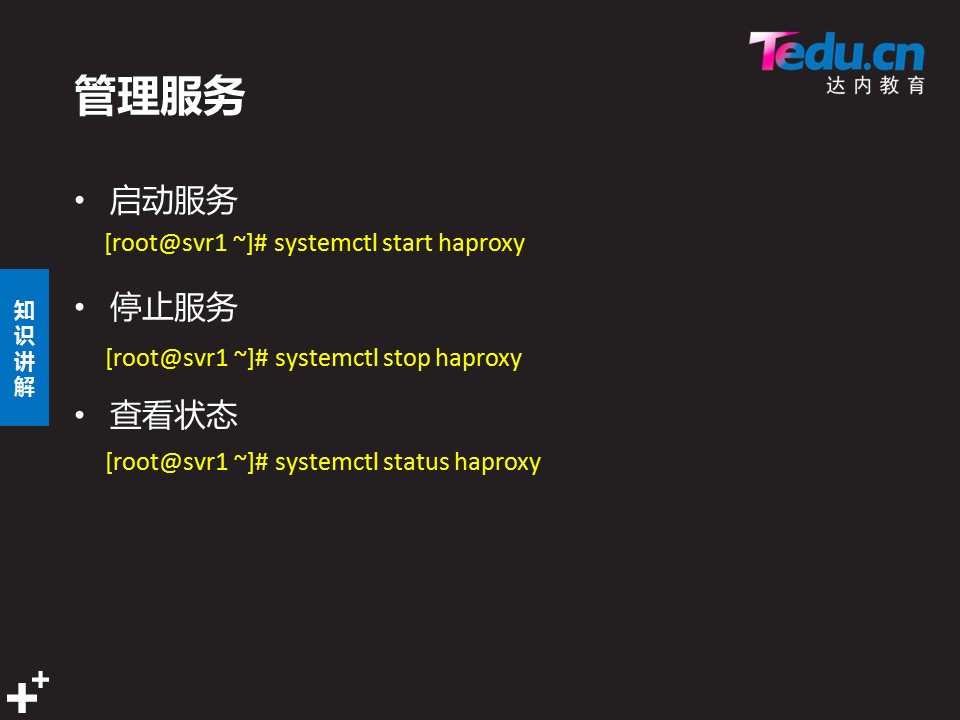 Tedu.cn
达内教育
管理服务
• 启动服务
[root@svr1 ~]# systemctl start haproxy
• 停止服务
[root@svr1 ~]# systemctl stop haproxy
• 查看状态
[root@svr1 ~]# systemctl status haproxy
知识讲解